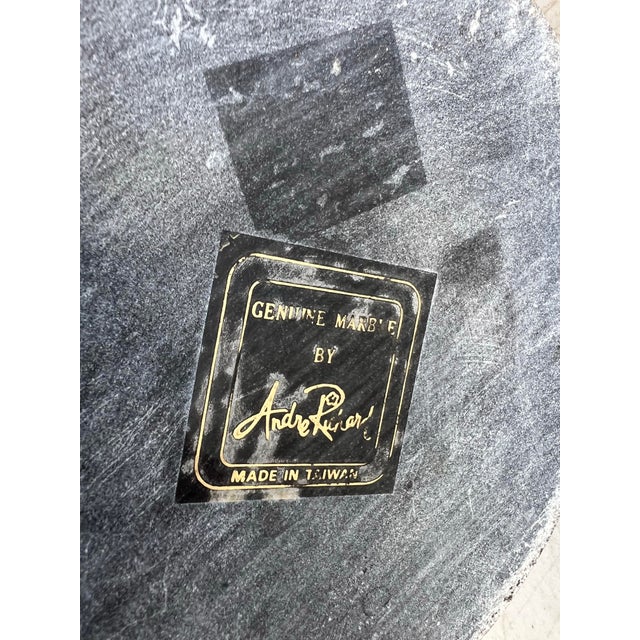 GENUINE MARBLE
BY
Andre Richard
MADE IN TAIWAN